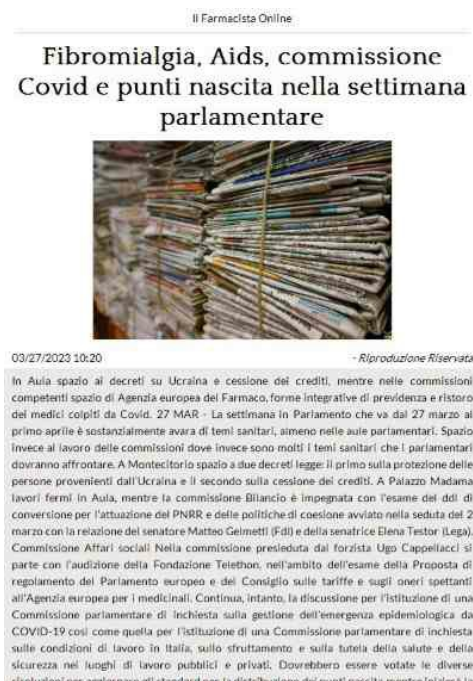 Il Farmacista Online
Fibromialgia, Aids, commissione
Covid e punti nascita nella settimana
parlamentare
03/27/2023 10:20
- Riproduzione Riservata
In Aula spazio ai decreti su Ucraina e cessione dei crediti, mentre nelle commissioni
competenti spazio di Agenzia europea del Farmaco, forme integrative di previdenza e ristoro
dei medici colpiti da Covid. 27 MAR - La settimana in Parlamento che va dal 27 marzo al
primo aprile è sostanzialmente avara di temi sanitari, almeno nelle aule parlamentari. Spazio
invece al lavoro delle commissioni dove invece sono molti i temi sanitari che i parlamentari
dovranno affrontare. A Montecitorio spazio a due decreti legge: il primo sulla protezione delle
persone provenienti dall'Ucraina e il secondo sulla cessione dei crediti. A Palazzo Madama
lavori fermi in Aula, mentre la commissione Bilancio è impegnata con l'esame del ddl di
conversione per l'attuazione del PNRR e delle politiche di coesione avviato nella seduta del 2
marzo con la relazione del senatore Matteo Gelmetti (FdI) e della senatrice Elena Testor (Lega).
Commissione Affari sociali Nella commissione presieduta dal forzista Ugo Cappellacci si
parte con l'audizione della Fondazione Telethon, nell'ambito dell'esame della Proposta di
regolamento del Parlamento europeo e del Consiglio sulle tariffe e sugli oneri spettanti
all'Agenzia europea per i medicinali. Continua, intanto, la discussione per l'istituzione di una
Commissione parlamentare di inchiesta sulla gestione dell'emergenza epidemiologica da
COVID-19 così come quella per l'istituzione di una Commissione parlamentare di inchiesta
sulle condizioni di lavoro in Italia, sullo sfruttamento e sulla tutela della salute e della
sicurezza nei luoghi di lavoro pubblici e privati. Dovrebbero essere votate le diverse